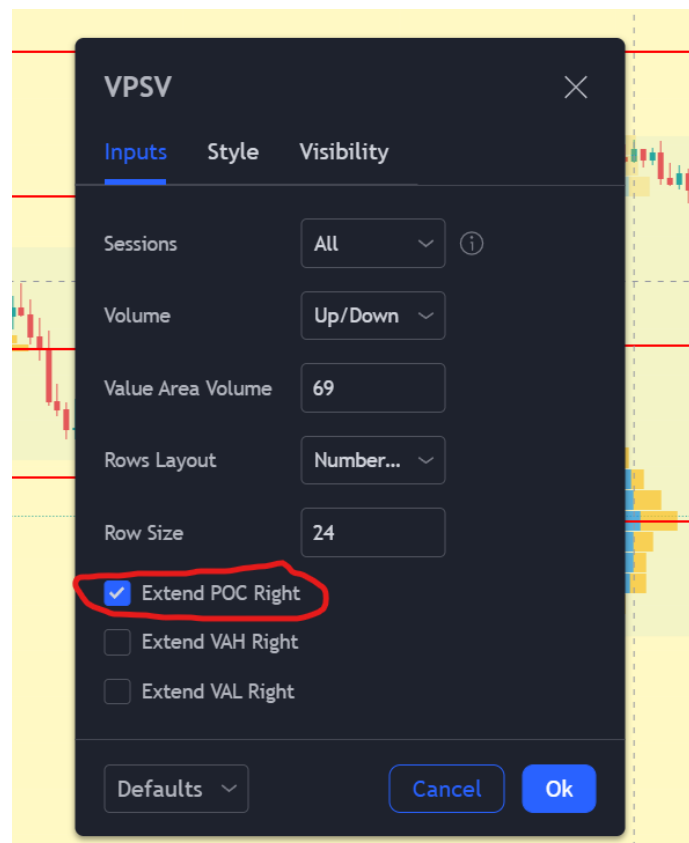 VPSV
Inputs Style Visibility
Sessions All
Volume Up/Down
Value Area Volume 69
Rows Layout Number...
Row Size 24
Extend POC Right
Extend VAH Right
Extend VAL Right
Defaults Cancel Ok